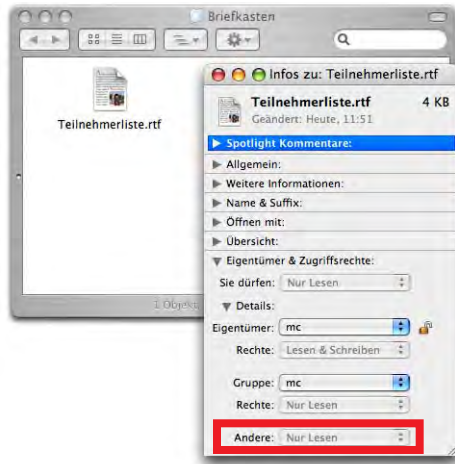 Briefkasten
Teilnehmerliste.rtf
1 Objekt
Infos zu: Teilnehmerliste.rtf
Teilnehmerliste.rtf 4 KB
Geändert: Heute, 11:51
Spotlight Kommentare:
Allgemein:
Weitere Informationen:
Name & Suffix:
Öffnen mit:
Übersicht:
Eigentümer & Zugriffsrechte:
Sie dürfen: Nur Lesen
Details:
Eigentümer: mc
Rechte: Lesen & Schreiben
Gruppe: mc
Rechte: Nur Lesen
Andere: Nur Lesen